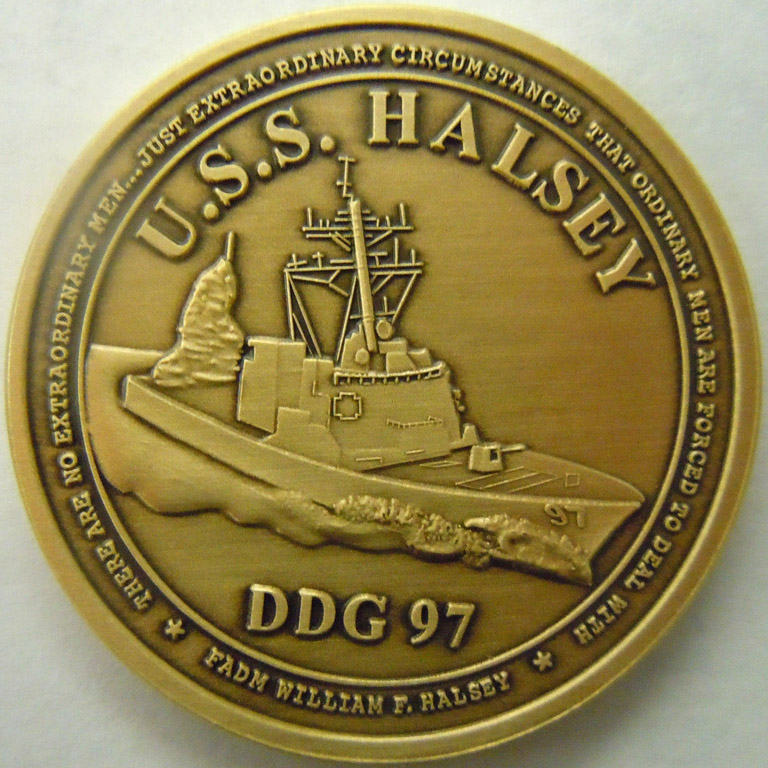 THERE ARE NO EXTRAORDINARY MEN...JUST EXTRAORDINARY CIRCUMSTANCES THAT ORDINARY MEN ARE FORCED TO DEAL WITH
U.S.S. HALSEY
97
DDG 97
* FADM WILLIAM F. HALSEY *